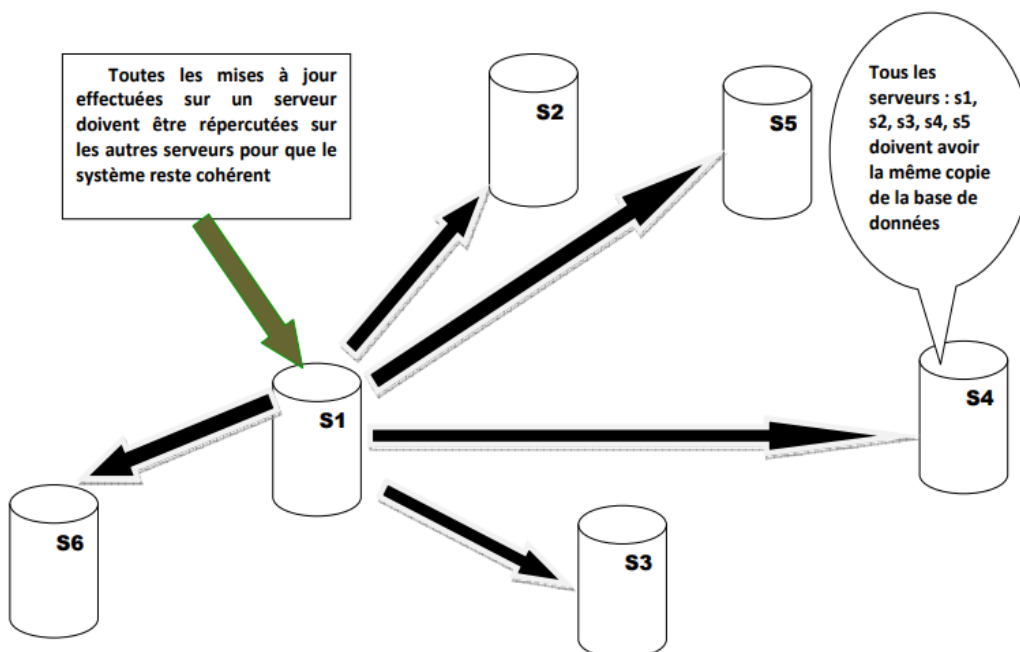 Toutes les mises à jour
effectuées sur un serveur
doivent être répercutées sur
les autres serveurs pour que le
système reste cohérent
S2
S5
Tous les
serveurs : s1,
s2, s3, s4, s5
doivent avoir
la même copie
de la base de
données
S1
S4
S6
S3